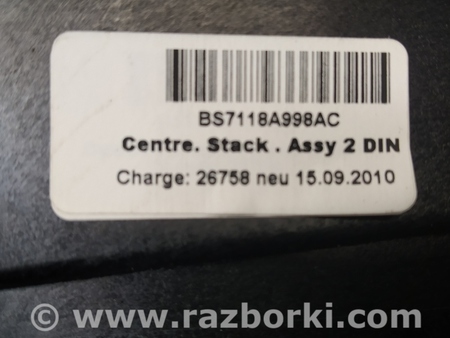 BS7118A998AC
Centre. Stack . Assy 2 DIN
Charge: 26758 neu 15.09.2010
© www.razborki.com